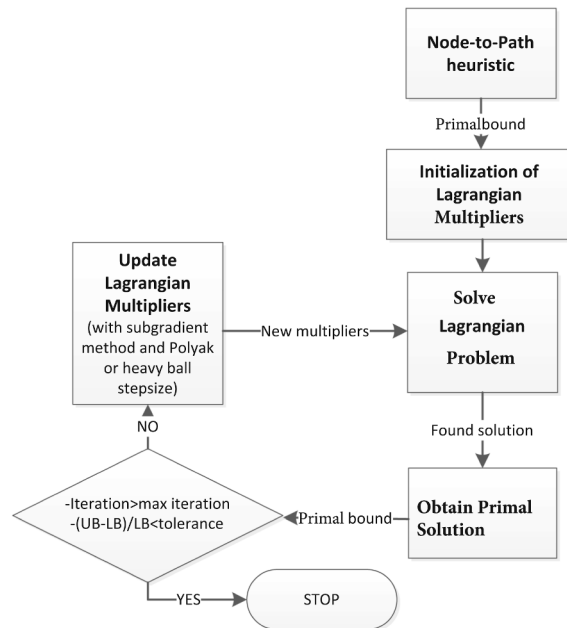 Node-to-Path
heuristic
Primalbound
Initialization of
Lagrangian
Multipliers
Update
Lagrangian
Multipliers
(with subgradient
method and Polyak
or heavy ball
stepsize)
New multipliers
Solve
Lagrangian
Problem
NO
Found solution
-Iteration>max iteration
-(UB-LB)/LB<tolerance
Primal bound
Obtain Primal
Solution
YES
STOP